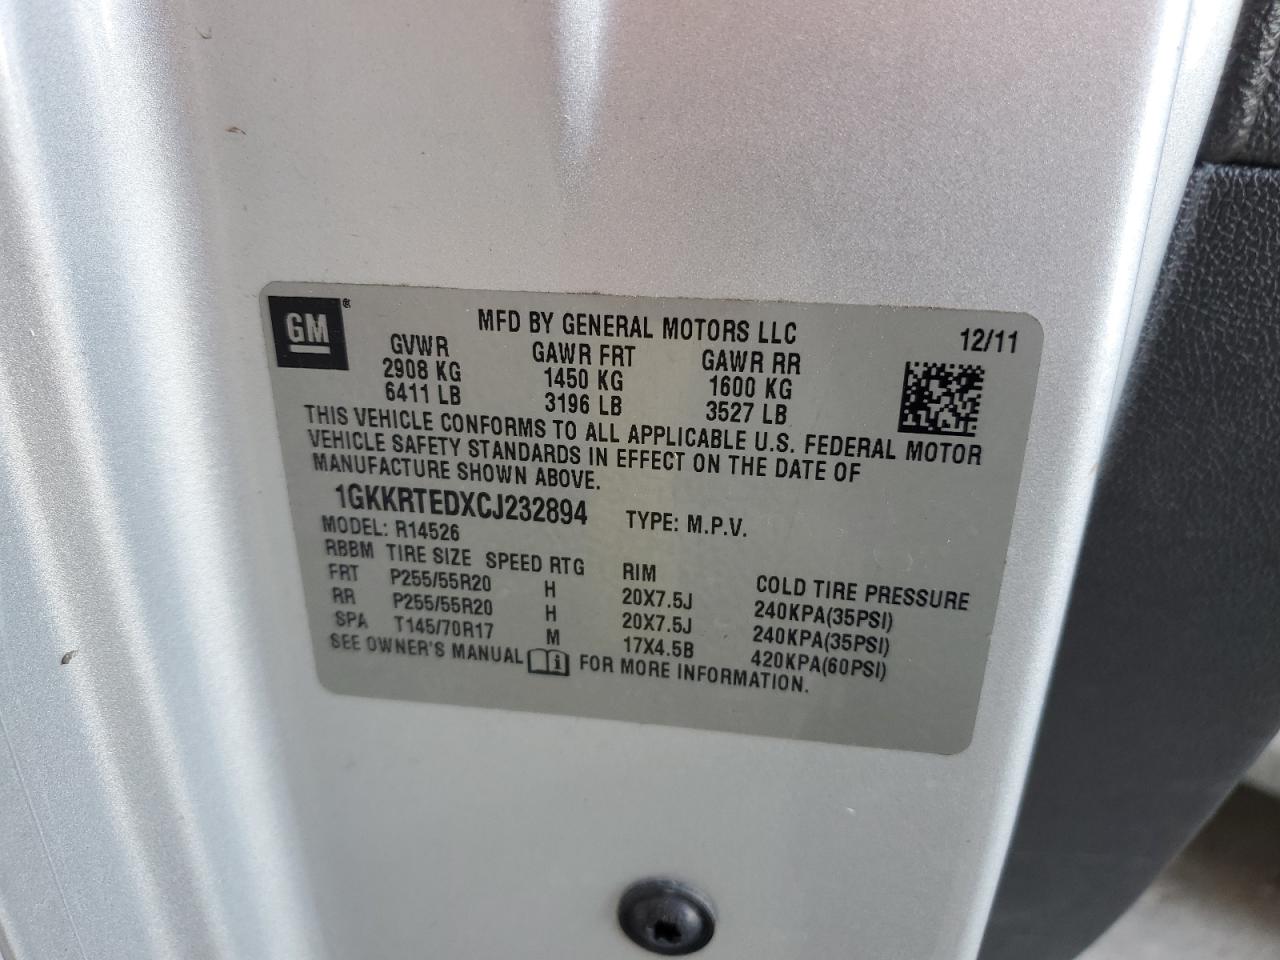 GM ®
MFD BY GENERAL MOTORS LLC 12/11
GVWR GAWR FRT GAWR RR
2908 KG 1450 KG 1600 KG
6411 LB 3196 LB 3527 LB
THIS VEHICLE CONFORMS TO ALL APPLICABLE U.S. FEDERAL MOTOR
VEHICLE SAFETY STANDARDS IN EFFECT ON THE DATE OF
MANUFACTURE SHOWN ABOVE.
1GKKRTEDXCJ232894 TYPE: M.P.V.
MODEL: R14526
RBBM TIRE SIZE SPEED RTG RIM COLD TIRE PRESSURE
FRT P255/55R20 H 20X7.5J 240KPA(35PSI)
RR P255/55R20 H 20X7.5J 240KPA(35PSI)
SPA T145/70R17 M 17X4.5B 420KPA(60PSI)
SEE OWNER'S MANUAL i FOR MORE INFORMATION.